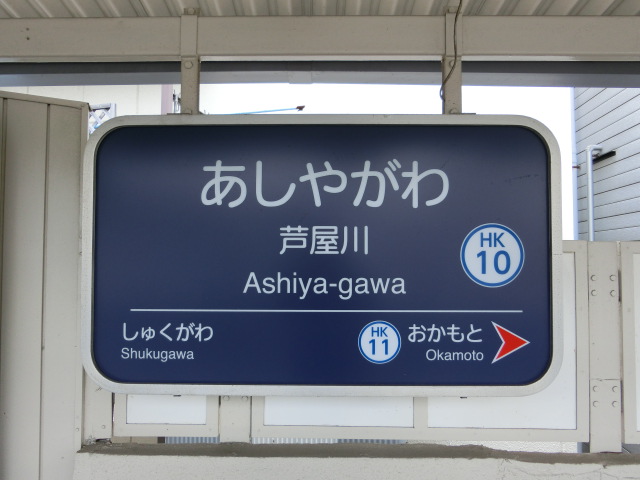 あしやがわ
芦屋川
Ashiya-gawa
HK
10
しゅくがわ
Shukugawa
HK
11
おかもと
Okamoto